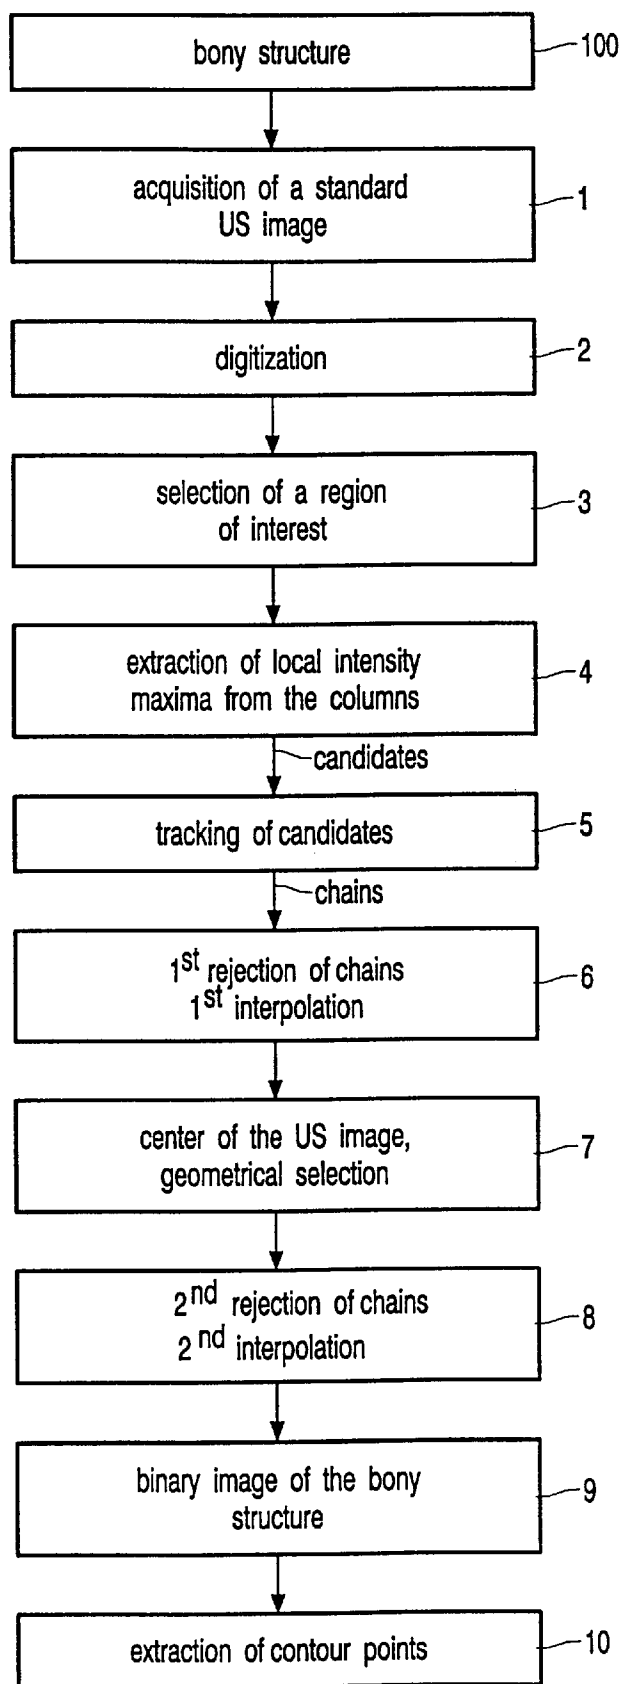 bony structure
100
acquisition of a standard
US image
1
digitization
2
selection of a region
of interest
3
extraction of local intensity
maxima from the columns
4
candidates
tracking of candidates
5
chains
1st rejection of chains
1st interpolation
6
center of the US image,
geometrical selection
7
2nd rejection of chains
2nd interpolation
8
binary image of the bony
structure
9
extraction of contour points
10